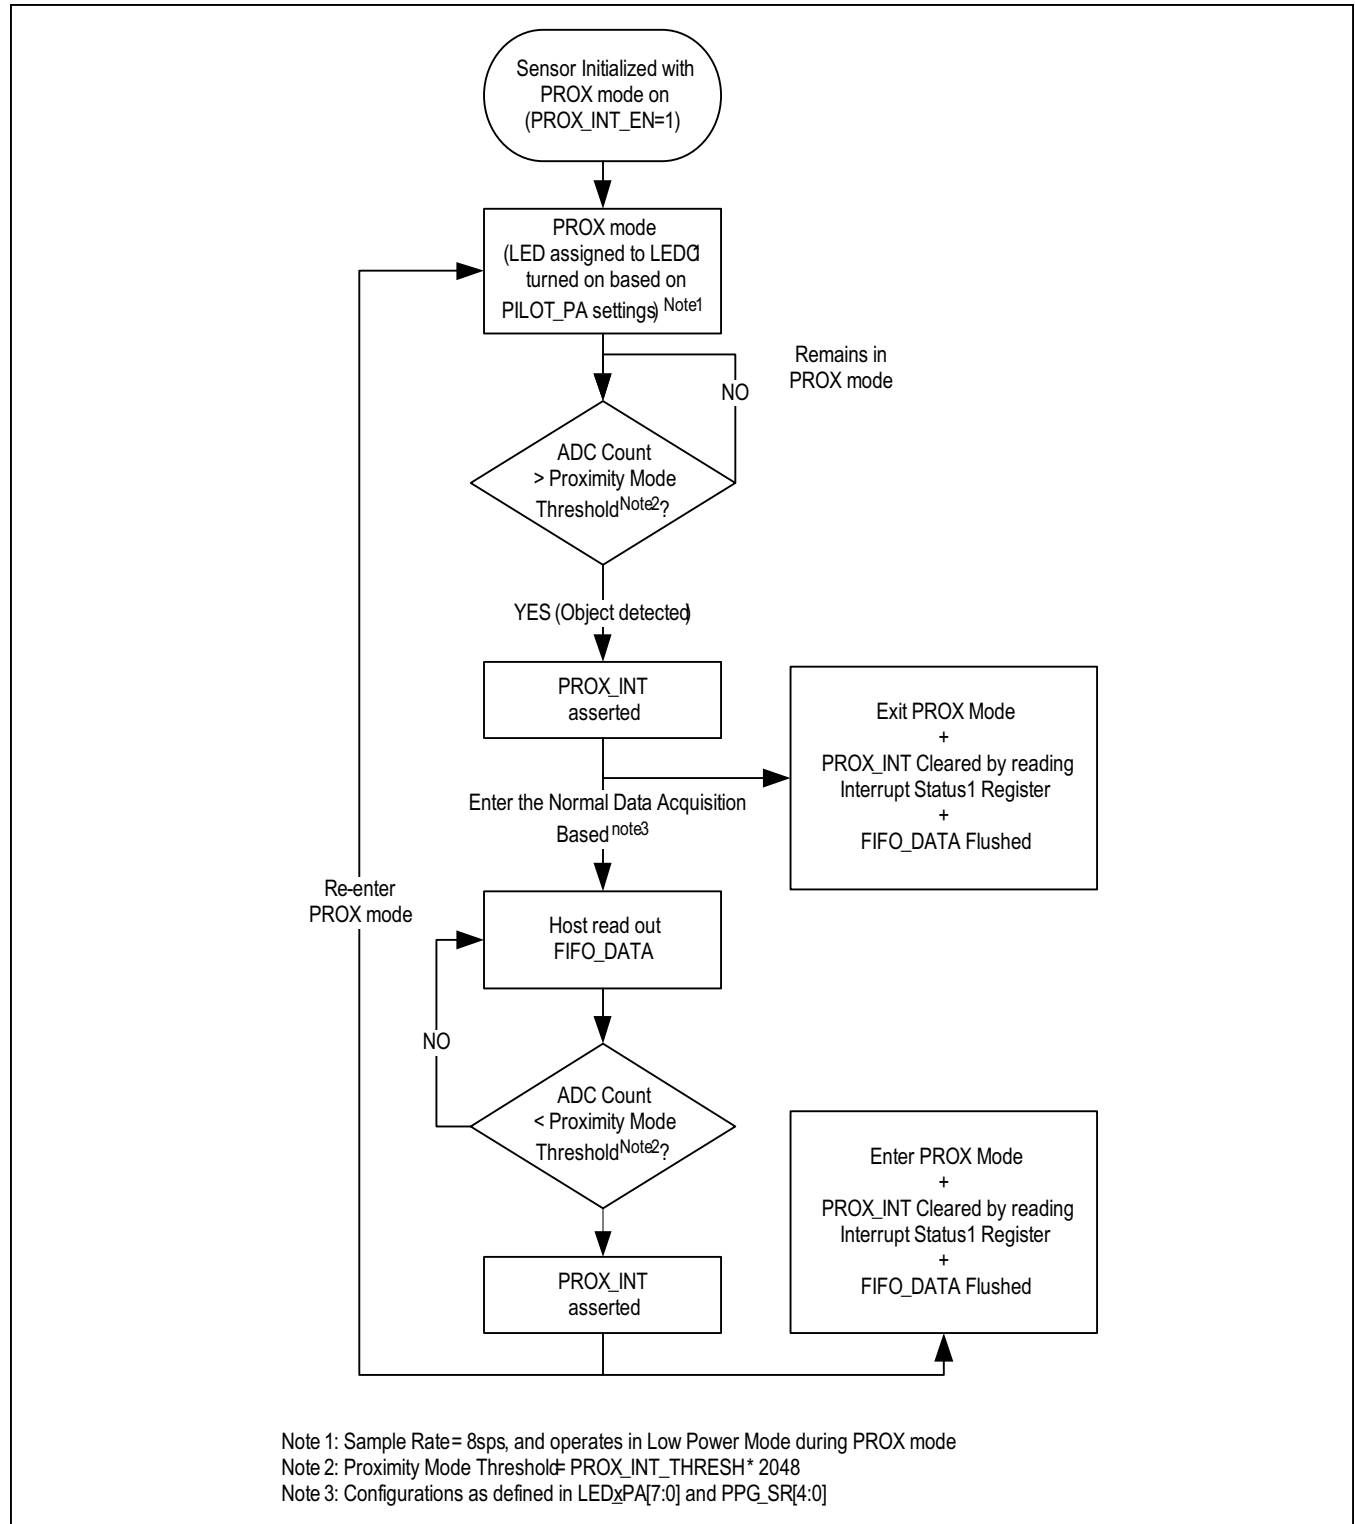 Sensor Initialized with
PROX mode on
(PROX_INT_EN=1)
PROX mode
(LED assigned to LEDC1
turned on based on
PILOT_PA settings) Note1
Remains in
PROX mode
NO
ADC Count
> Proximity Mode
ThresholdNote2?
YES (Object detected)
PROX_INT
asserted
Exit PROX Mode
+
PROX_INT Cleared by reading
Interrupt Status1 Register
+
FIFO_DATA Flushed
Enter the Normal Data Acquisition
Based note3
Re-enter
PROX mode
Host read out
FIFO_DATA
NO
ADC Count
< Proximity Mode
ThresholdNote2?
Enter PROX Mode
+
PROX_INT Cleared by reading
Interrupt Status1 Register
+
FIFO_DATA Flushed
PROX_INT
asserted
Note 1: Sample Rate = 8sps, and operates in Low Power Mode during PROX mode
Note 2: Proximity Mode Threshold = PROX_INT_THRESH * 2048
Note 3: Configurations as defined in LEDx_PA[7:0] and PPG_SR[4:0]